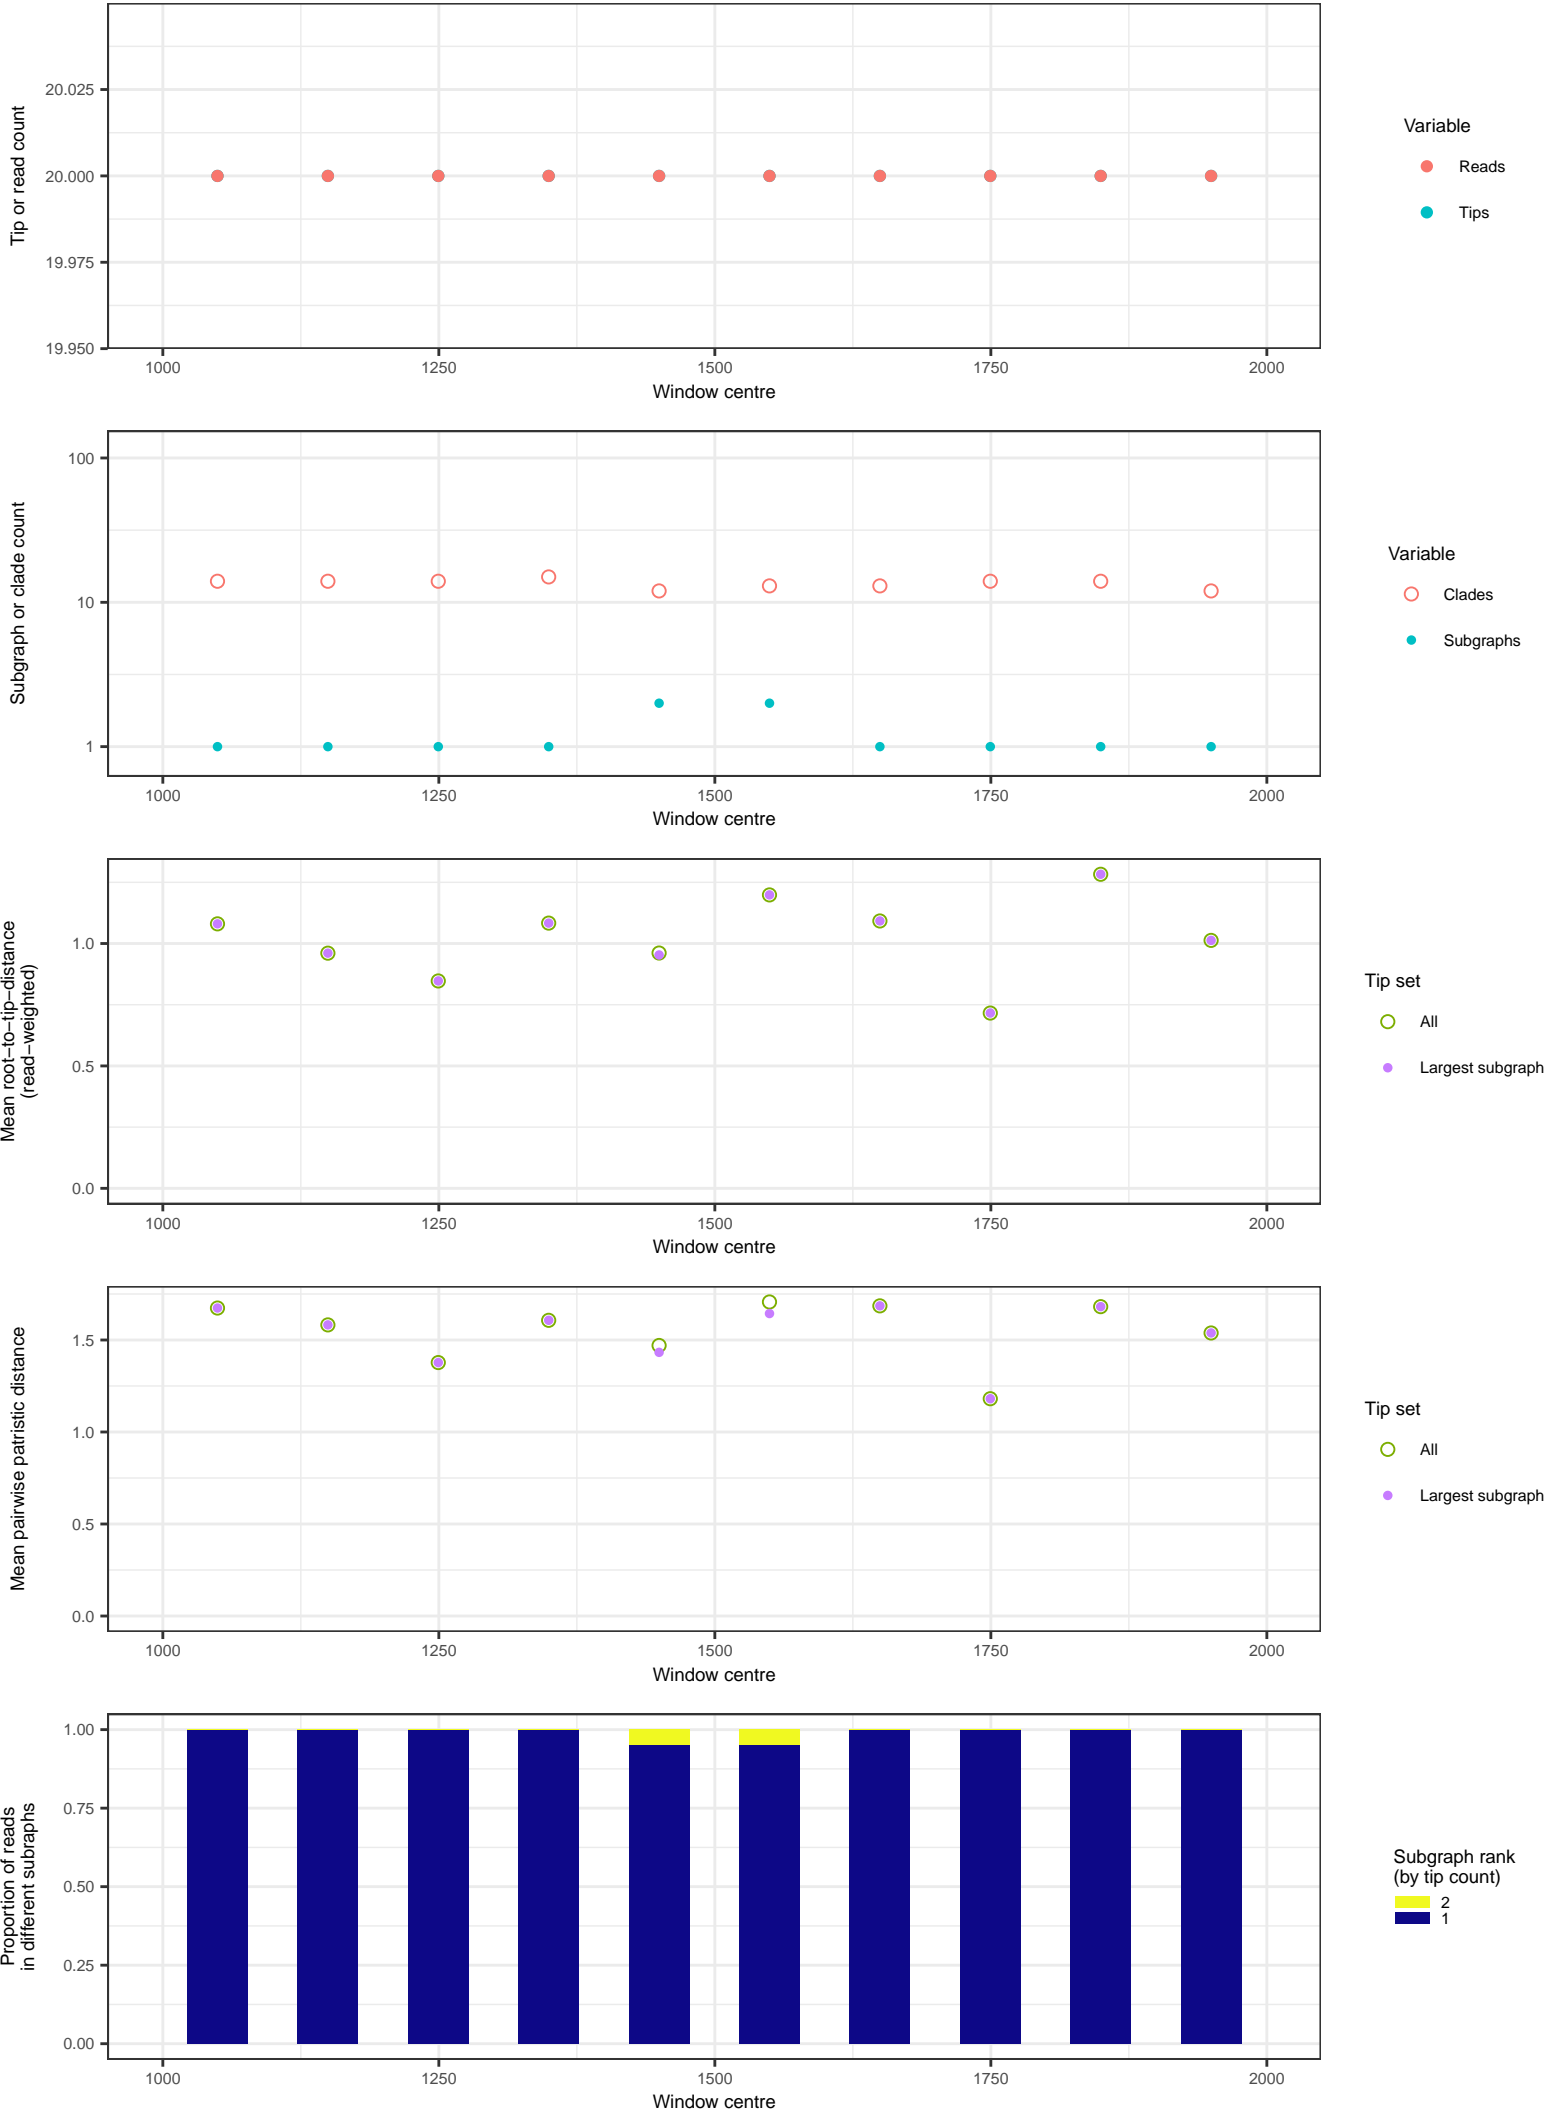 Tip or read count
20.025
20.000
19.975
19.950
1000 1250 1500 1750 2000
Window centre
Variable
Reads
Tips
Subgraph or clade count
100
10
1
1000 1250 1500 1750 2000
Window centre
Variable
Clades
Subgraphs
Mean root−to−tip−distance
(read−weighted)
1.0
0.5
0.0
1000 1250 1500 1750 2000
Window centre
Tip set
All
Largest subgraph
Mean pairwise patristic distance
1.5
1.0
0.5
0.0
1000 1250 1500 1750 2000
Window centre
Tip set
All
Largest subgraph
Proportion of reads
in different subraphs
1.00
0.75
0.50
0.25
0.00
1000 1250 1500 1750 2000
Window centre
Subgraph rank
(by tip count)
2
1